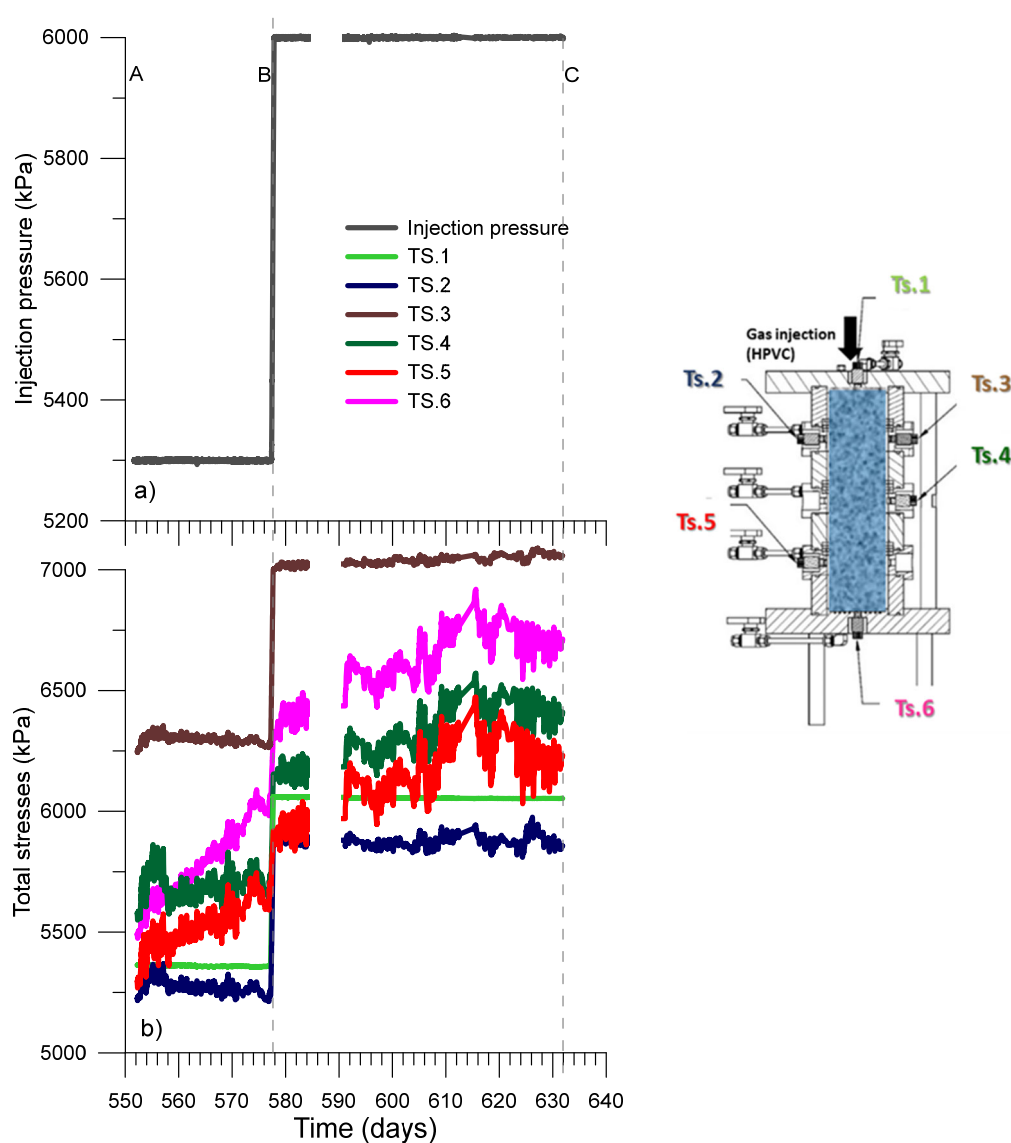 6000
5800
5600
5400
5200
Injection pressure (kPa)
A
B
C
Injection pressure
TS.1
TS.2
TS.3
TS.4
TS.5
TS.6
a)
7000
6500
6000
5500
5000
Total stresses (kPa)
b)
550 560 570 580 590 600 610 620 630 640
Time (days)
Ts.1
Gas injection
(HPVC)
Ts.2
Ts.3
Ts.4
Ts.5
Ts.6